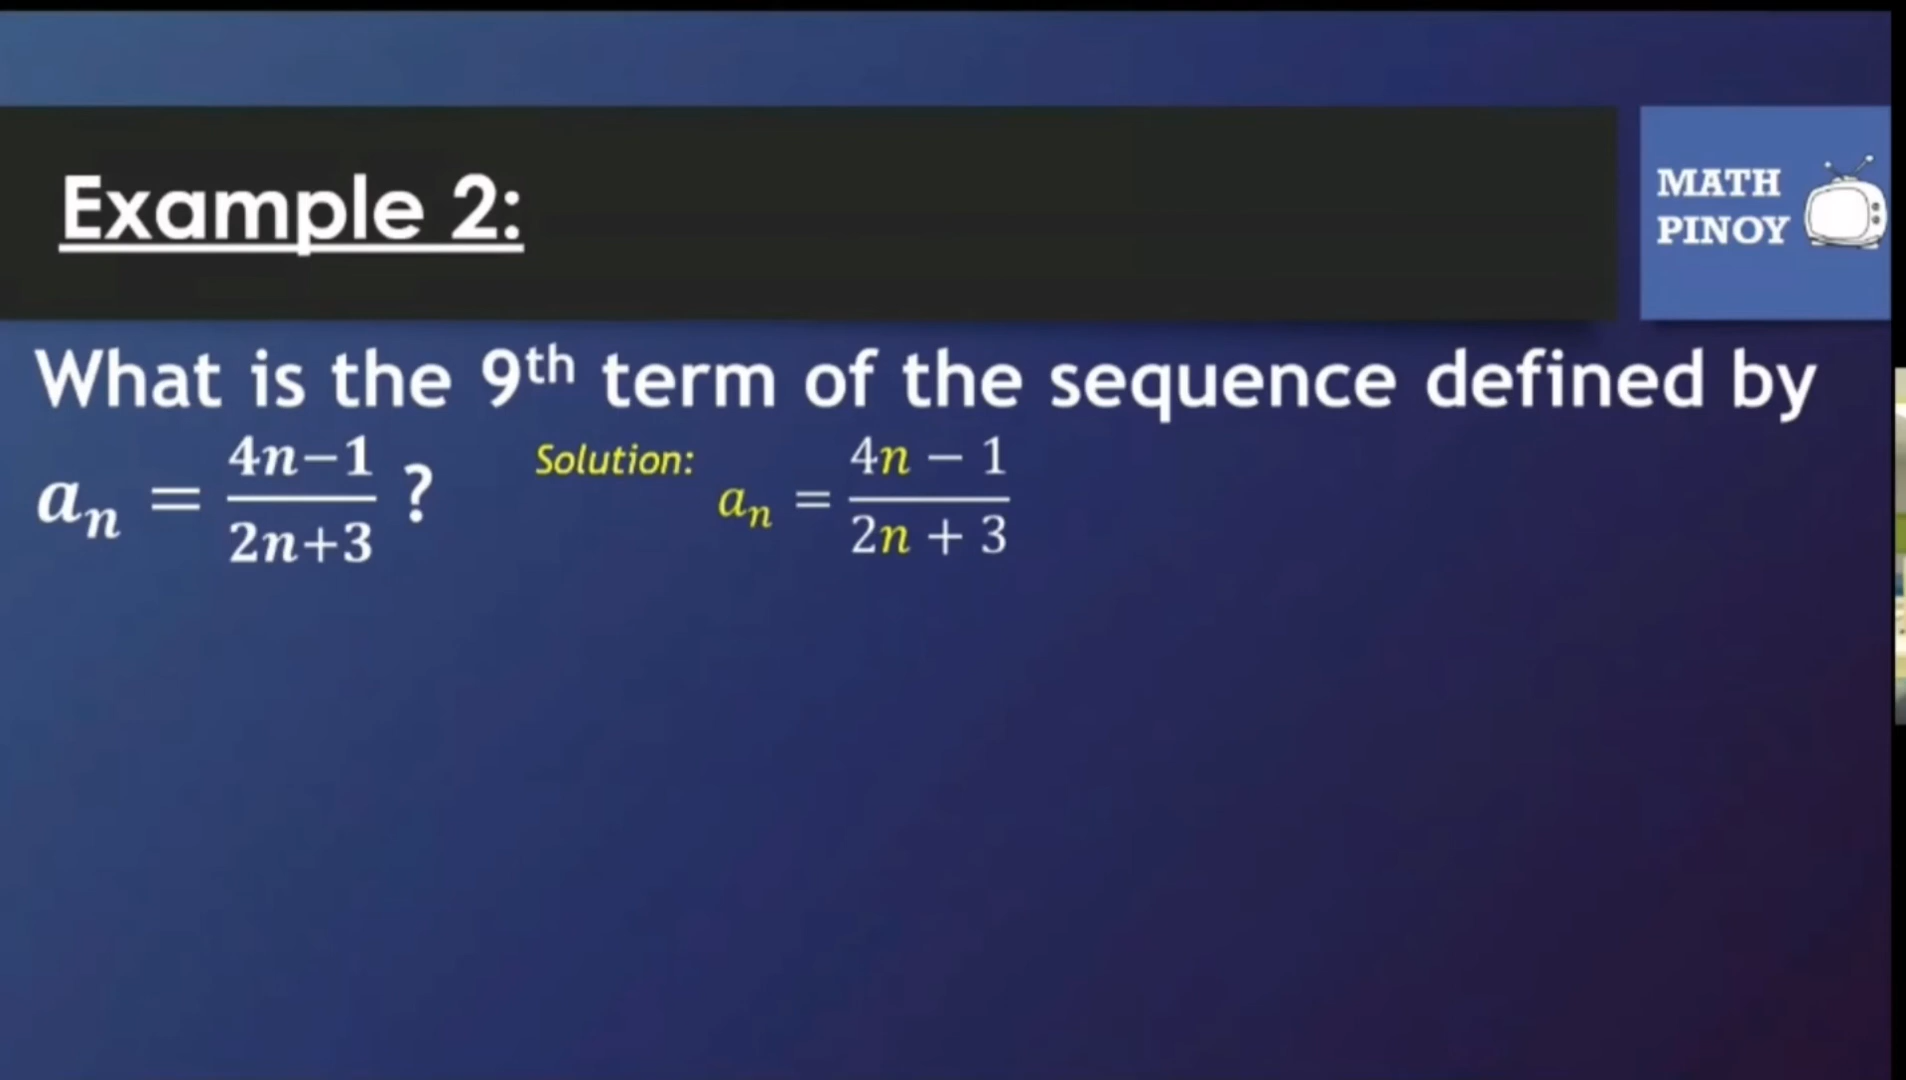 Example 2:
MATH
PINOY
What is the 9th term of the sequence defined by
aₙ = (4n−1)/(2n+3) ?
Solution:
aₙ = (4n − 1)/(2n + 3)